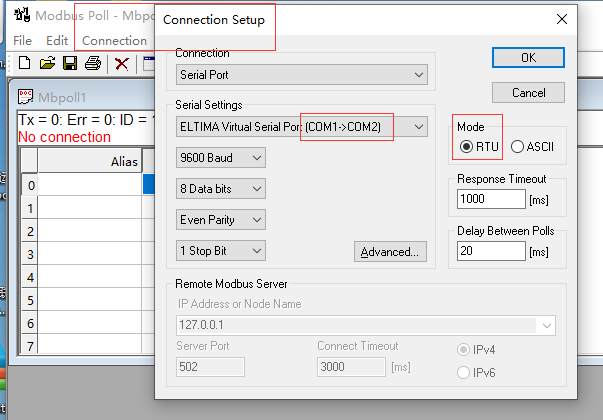 Modbus Poll - Mbp
Connection Setup
File Edit Connection
Mbpoll1
Tx = 0: Err = 0: ID =
No connection
Alias
0
1
2
3
4
5
6
7
Connection
Serial Port
OK
Cancel
Serial Settings
ELTIMA Virtual Serial Port (COM1->COM2)
9600 Baud
8 Data bits
Even Parity
1 Stop Bit
Advanced...
Mode
RTU ASCII
Response Timeout
1000 [ms]
Delay Between Polls
20 [ms]
Remote Modbus Server
IP Address or Node Name
127.0.0.1
Server Port Connect Timeout
502 3000 [ms]
IPv4
IPv6